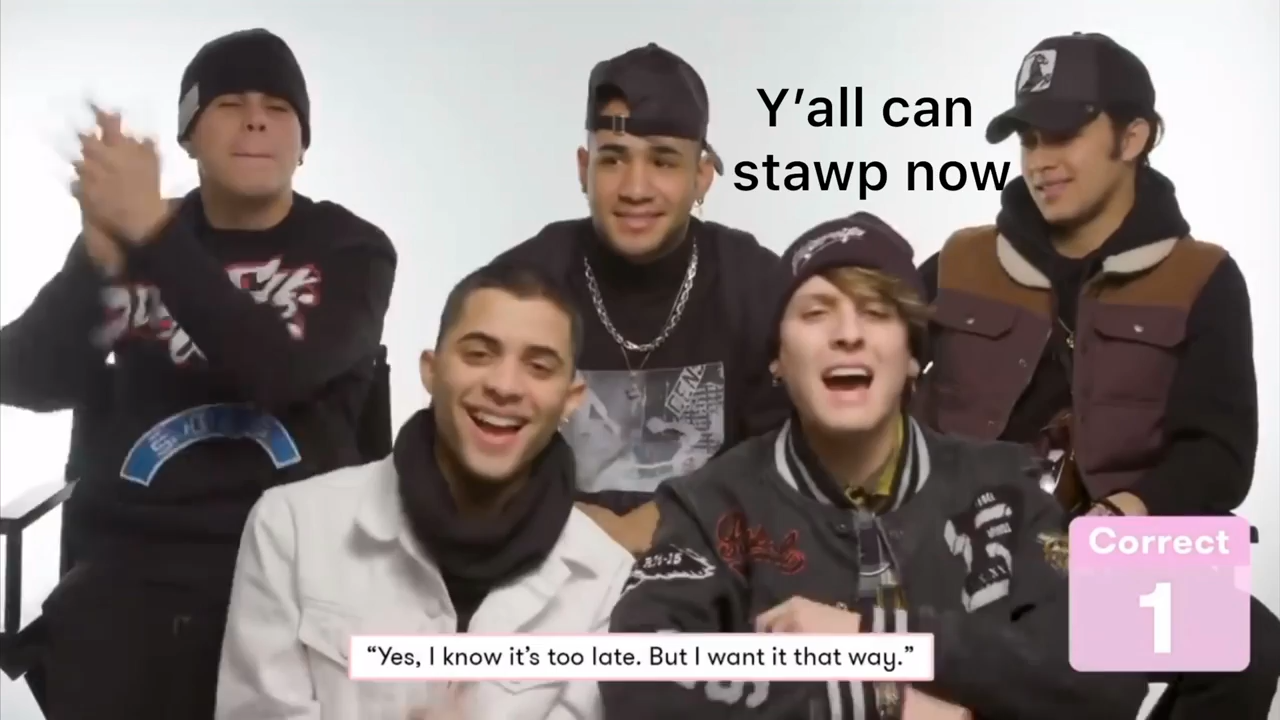 Y'all can
stawp now
Correct
1
“Yes, I know it's too late. But I want it that way.”